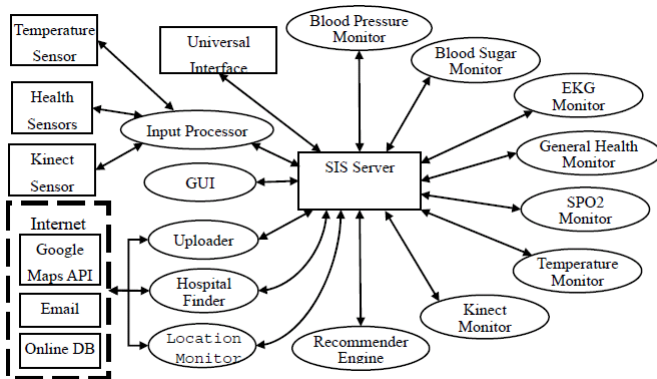 Temperature
Sensor
Universal
Interface
Blood Pressure
Monitor
Blood Sugar
Monitor
Health
Sensors
Input Processor
EKG
Monitor
Kinect
Sensor
SIS Server
General Health
Monitor
GUI
SPO2
Monitor
Internet
Google
Maps API
Email
Online DB
Uploader
Hospital
Finder
Location
Monitor
Recommender
Engine
Kinect
Monitor
Temperature
Monitor